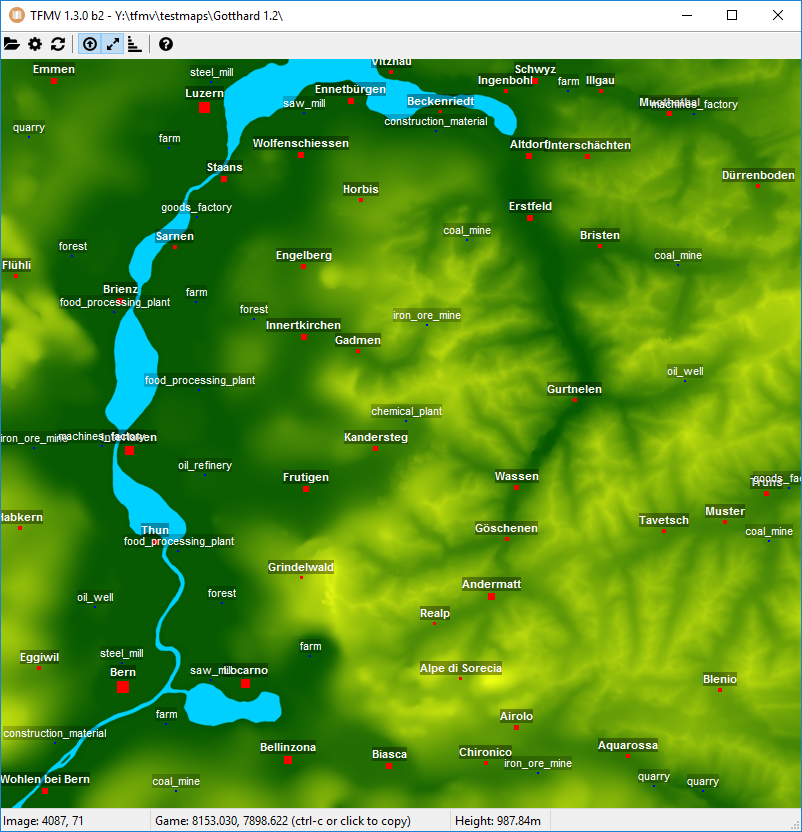 TFMV 1.3.0 b2 - Y:\tfmv\testmaps\Gotthard 1.2\
Vitznau
Emmen
steel_mill
Schwyz
Ingenbohl
farm
Illgau
Luzern
Ennetbürgen
saw_mill
Beckenriedt
machines_factory
construction_material
quarry
farm
Wolfenschiessen
Altdorf
Unterschächten
Staans
Dürrenboden
Horbis
goods_factory
Erstfeld
coal_mine
Sarnen
Bristen
forest
Engelberg
coal_mine
Flühli
Brienz
farm
food_processing_plant
forest
iron_ore_mine
Innertkirchen
Gadmen
oil_well
food_processing_plant
Gurtnelen
chemical_plant
iron_ore_mine
machines_factory
Kandersteg
oil_refinery
Frutigen
Wassen
goods_fac
Truns
Habkern
Muster
Tavetsch
Thun
Göschenen
coal_mine
food_processing_plant
Grindelwald
Andermatt
oil_well
forest
Realp
farm
steel_mill
Eggiwil
Bern
saw_mill
Locarno
Alpe di Sorecia
Blenio
farm
Airolo
construction_material
Bellinzona
Biasca
Chironico
Aquarossa
iron_ore_mine
Wohlen bei Bern
coal_mine
quarry
quarry
Image: 4087, 71
Game: 8153.030, 7898.622 (ctrl-c or click to copy)
Height: 987.84m